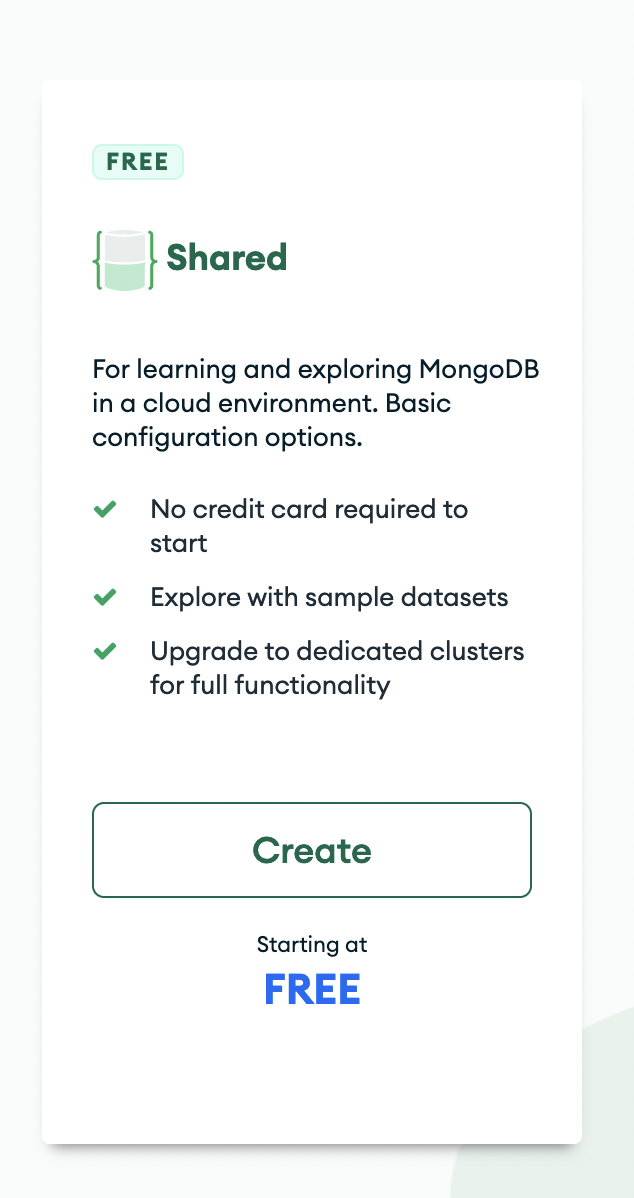 FREE
Shared
For learning and exploring MongoDB
in a cloud environment. Basic
configuration options.
No credit card required to
start
Explore with sample datasets
Upgrade to dedicated clusters
for full functionality
Create
Starting at
FREE